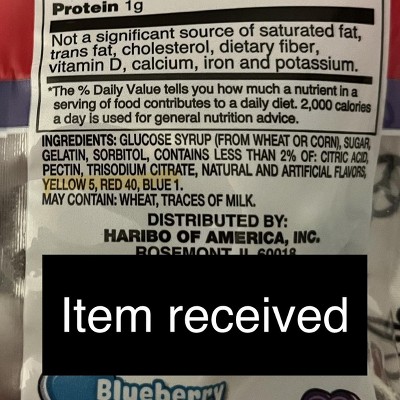 Protein 1g
Not a significant source of saturated fat,
trans fat, cholesterol, dietary fiber,
vitamin D, calcium, iron and potassium.
*The % Daily Value tells you how much a nutrient in a
serving of food contributes to a daily diet. 2,000 calories
a day is used for general nutrition advice.
INGREDIENTS: GLUCOSE SYRUP (FROM WHEAT OR CORN), SUGAR,
GELATIN, SORBITOL, CONTAINS LESS THAN 2% OF: CITRIC ACID,
PECTIN, TRISODIUM CITRATE, NATURAL AND ARTIFICIAL FLAVORS,
YELLOW 5, RED 40, BLUE 1.
MAY CONTAIN: WHEAT, TRACES OF MILK.
DISTRIBUTED BY:
HARIBO OF AMERICA, INC.
ROSEMONT, IL 60018
Item received
Blueberry